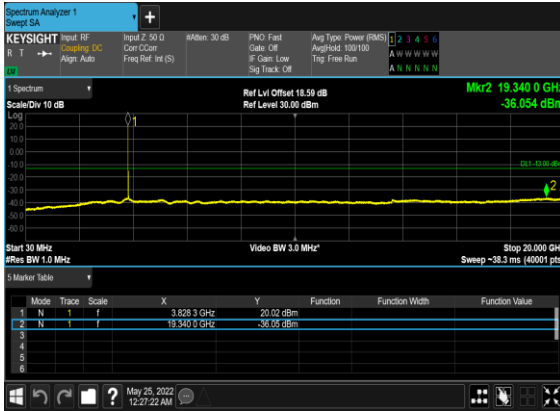 Spectrum Analyzer 1
Swept SA
+
KEYSIGHT Input: RF Input Z: 50 Ω #Atten: 30 dB PNO: Fast Avg Type: Power (RMS) 1 2 3 4 5 6
R T Coupling: DC Corr CCorr Gate: Off Avg|Hold: 100/100 A W W W W W
Align: Auto Freq Ref: Int (S) IF Gain: Low Trig: Free Run
Sig Track: Off A N N N N N
1 Spectrum Ref Lvl Offset 18.59 dB Mkr2 19.340 0 GHz
Scale/Div 10 dB Ref Level 30.00 dBm -36.054 dBm
Log
20.0
10.0
0.00
-10.0
-20.0
-30.0
-40.0
-50.0
-60.0
1
DL1 -13.00 dBm
2
Start 30 MHz Video BW 3.0 MHz* Stop 20.000 GHz
#Res BW 1.0 MHz Sweep ~38.3 ms (40001 pts)
5 Marker Table
Mode Trace Scale X Y Function Function Width Function Value
1 N 1 f 3.828 3 GHz 20.02 dBm
2 N 1 f 19.340 0 GHz -36.05 dBm
3
4
5
6
? May 25, 2022
12:27:22 AM